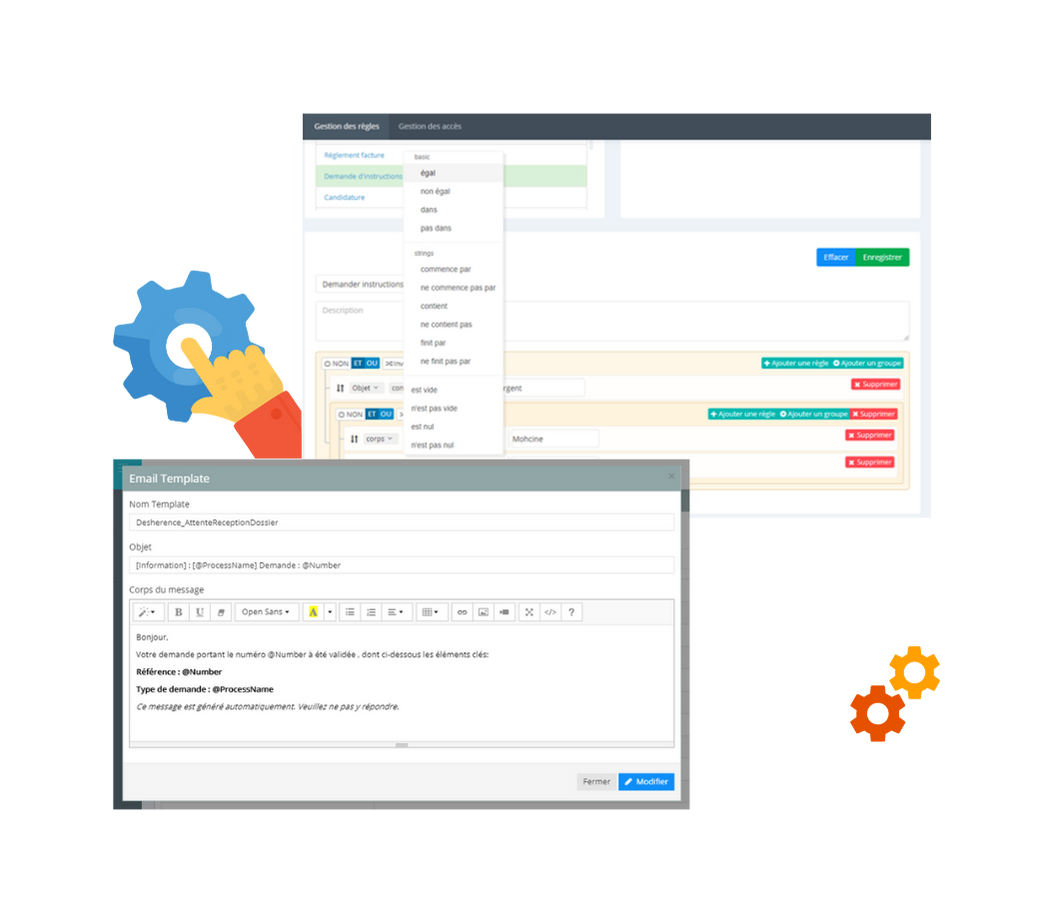 Gestion des règles Gestion des accès
Règlement facture
Demande d'instructions
Candidature
basic
égal
non égal
dans
pas dans
strings
commence par
ne commence pas par
contient
ne contient pas
finit par
ne finit pas par
est vide
n'est pas vide
est nul
n'est pas nul
Effacer Enregistrer
Demander instructions
Description
NON ET OU Ajouter une règle Ajouter un groupe
Objet Supprimer
NON ET OU Ajouter une règle Ajouter un groupe Supprimer
corps Mohcine Supprimer
Supprimer
Email Template
Nom Template
Desherence_AttenteReceptionDossier
Objet
[Information] : [@ProcessName] Demande : @Number
Corps du message
B U Open Sans A </> ?
Bonjour,
Votre demande portant le numéro @Number à été validée , dont ci-dessous les éléments clés:
Référence : @Number
Type de demande : @ProcessName
Ce message est généré automatiquement. Veuillez ne pas y répondre.
Fermer Modifier